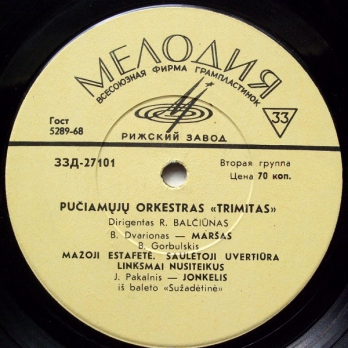 МЕЛОДИЯ
ВСЕСОЮЗНАЯ ФИРМА ГРАМПЛАСТИНОК
33
Гост
5289-68
РИЖСКИЙ ЗАВОД
33Д-27101
Вторая группа
Цена 70 коп.
PUČIAMŲJŲ ORKESTRAS «TRIMITAS»
Dirigentas R. BALČIŪNAS
B. Dvarionas — MARŠAS
B. Gorbulskis
MAŽOJI ESTAFETĖ. SAULĖTOJI UVERTIŪRA
LINKSMAI NUSITEIKUS
J. Pakalnis — JONKELIS
iš baleto «Sužadėtinė»